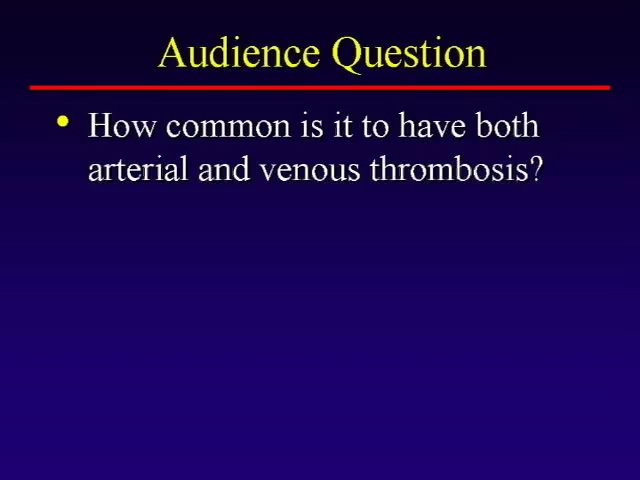 Audience Question
• How common is it to have both
arterial and venous thrombosis?